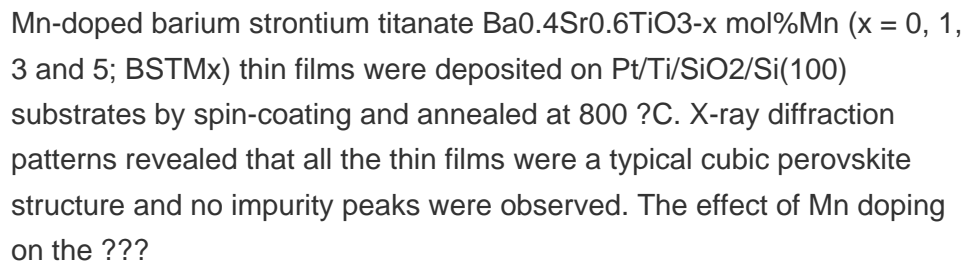 Mn-doped barium strontium titanate Ba0.4Sr0.6TiO3-x mol%Mn (x = 0, 1,
3 and 5; BSTMx) thin films were deposited on Pt/Ti/SiO2/Si(100)
substrates by spin-coating and annealed at 800 ?C. X-ray diffraction
patterns revealed that all the thin films were a typical cubic perovskite
structure and no impurity peaks were observed. The effect of Mn doping
on the ???